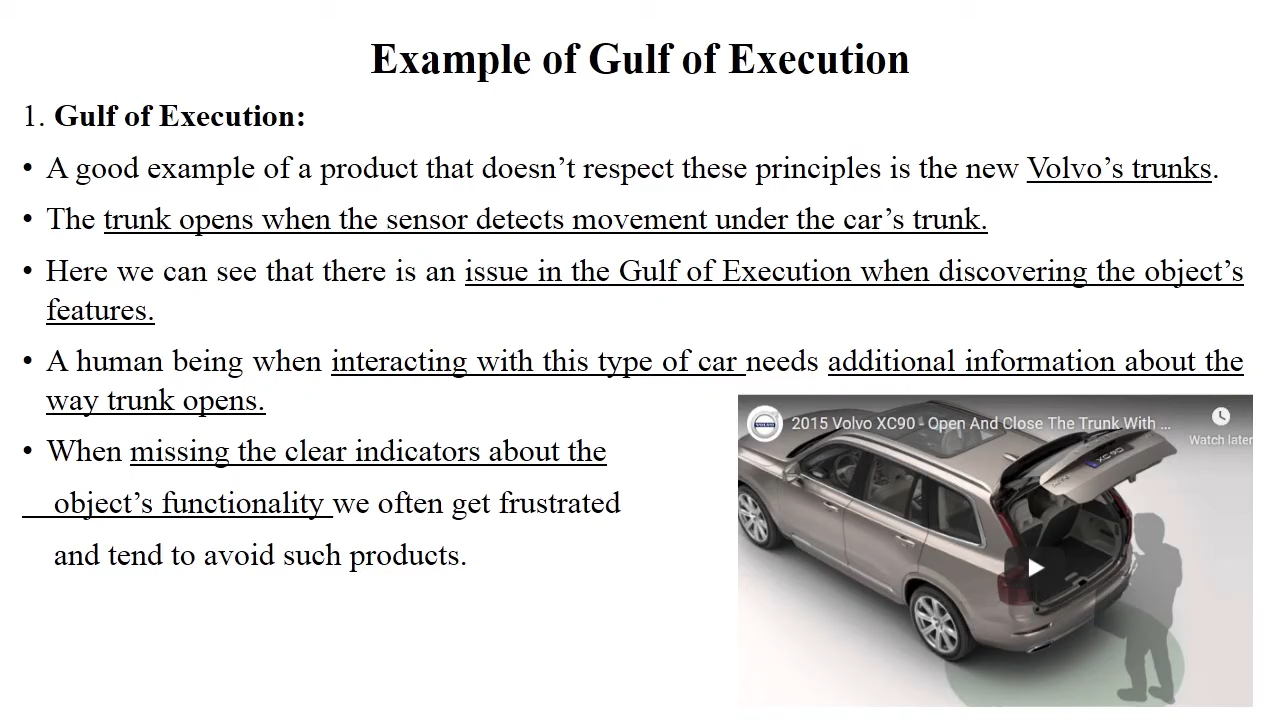 Example of Gulf of Execution
1. Gulf of Execution:
• A good example of a product that doesn’t respect these principles is the new Volvo’s trunks.
• The trunk opens when the sensor detects movement under the car’s trunk.
• Here we can see that there is an issue in the Gulf of Execution when discovering the object’s
features.
• A human being when interacting with this type of car needs additional information about the
way trunk opens.
• When missing the clear indicators about the
object’s functionality we often get frustrated
and tend to avoid such products.
2015 Volvo XC90 - Open And Close The Trunk With ...
Watch later
VOLVO
XC90